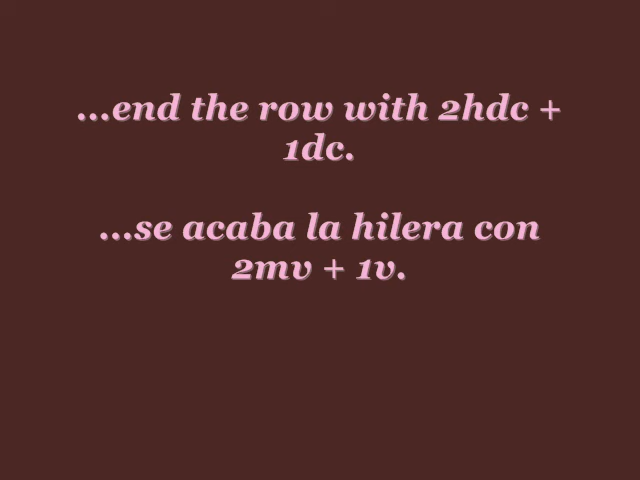 ...end the row with 2hdc +
1dc.
...se acaba la hilera con
2mv + 1v.